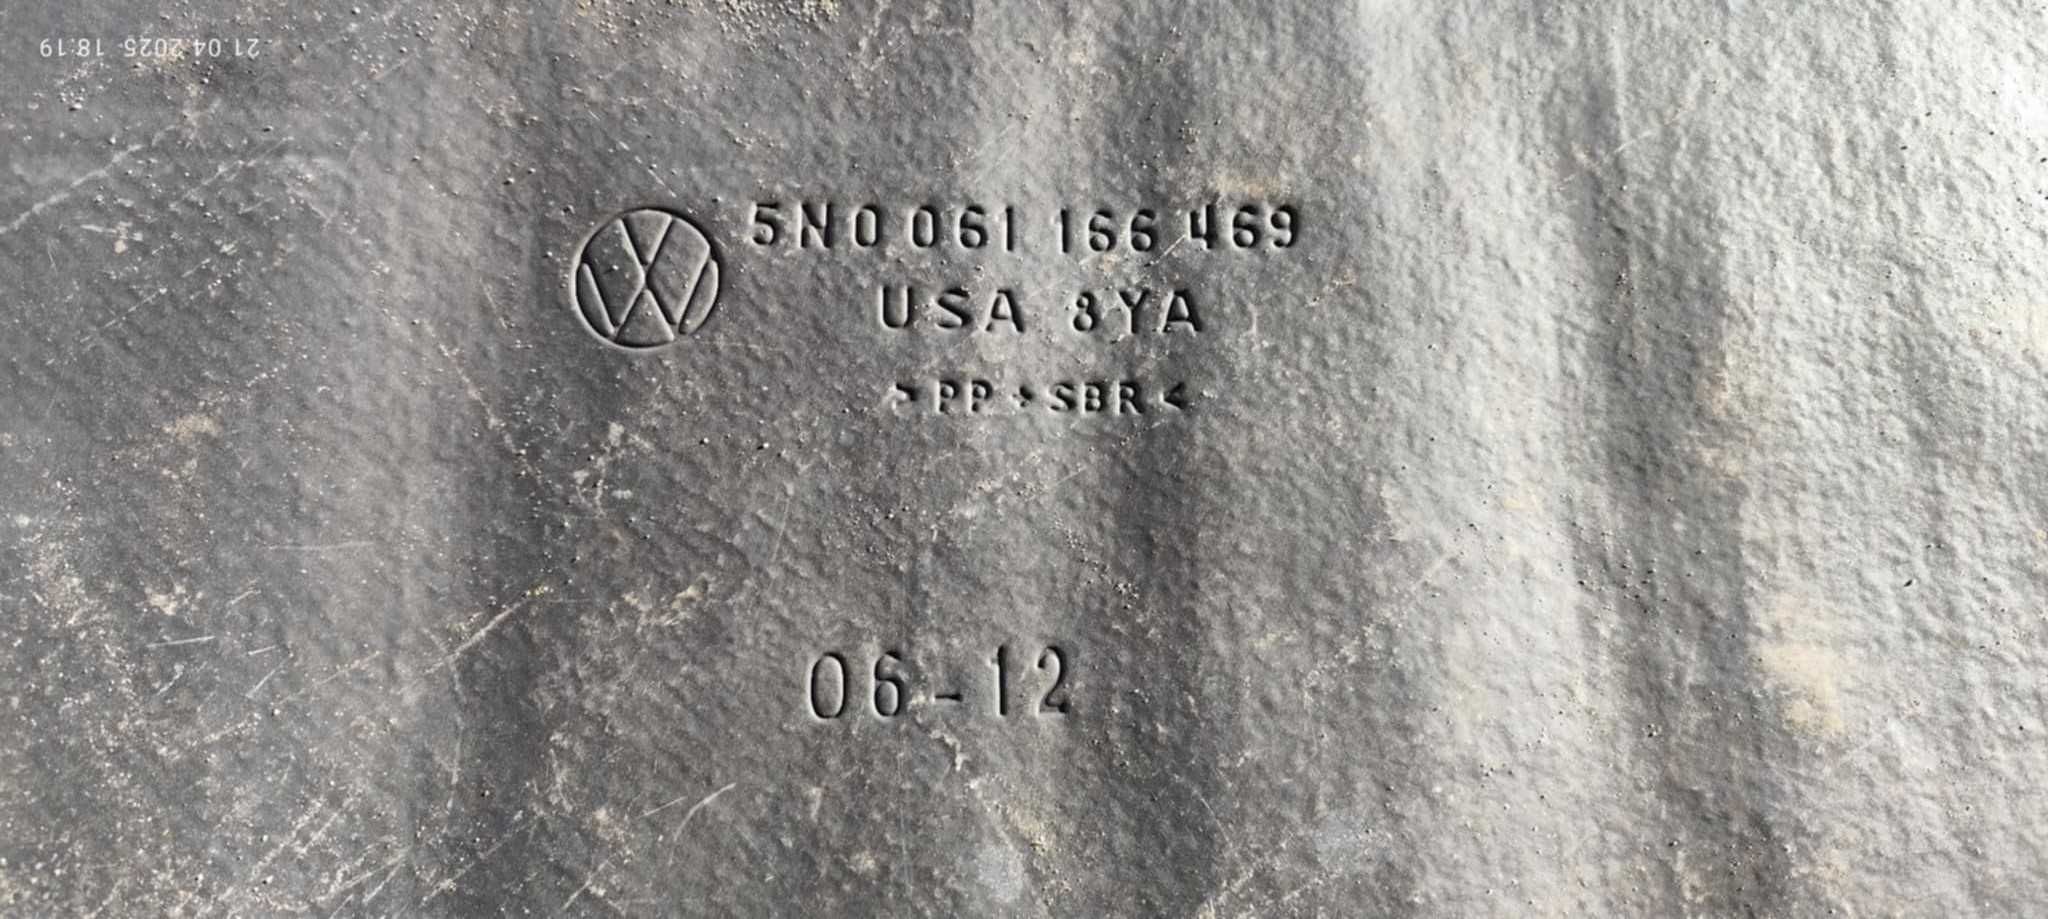 21.04.2025 18:19
5N0 061 166 469
USA 8YA
>PP+SBR<
06-12